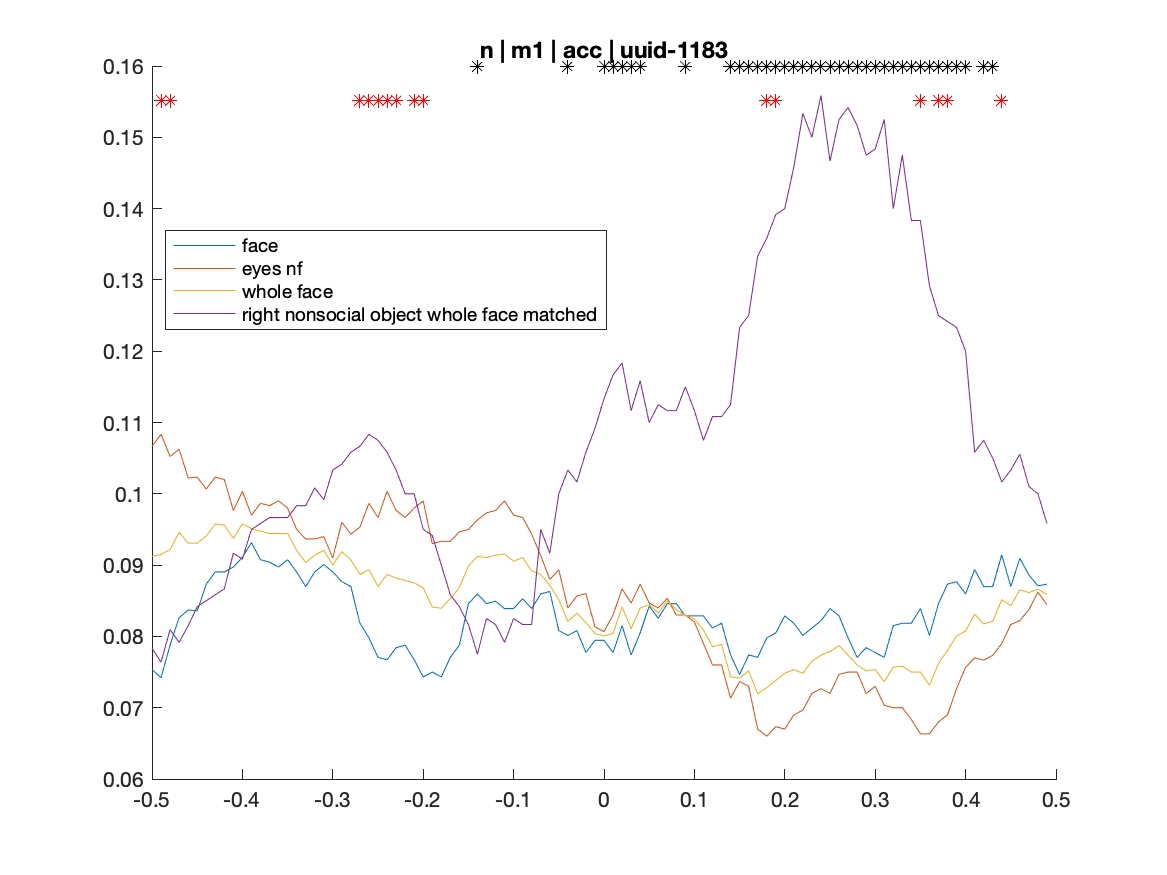 n | m1 | acc | uuid-1183
0.16
0.15
0.14
0.13
0.12
0.11
0.1
0.09
0.08
0.07
0.06
face
eyes nf
whole face
right nonsocial object whole face matched
-0.5 -0.4 -0.3 -0.2 -0.1 0 0.1 0.2 0.3 0.4 0.5